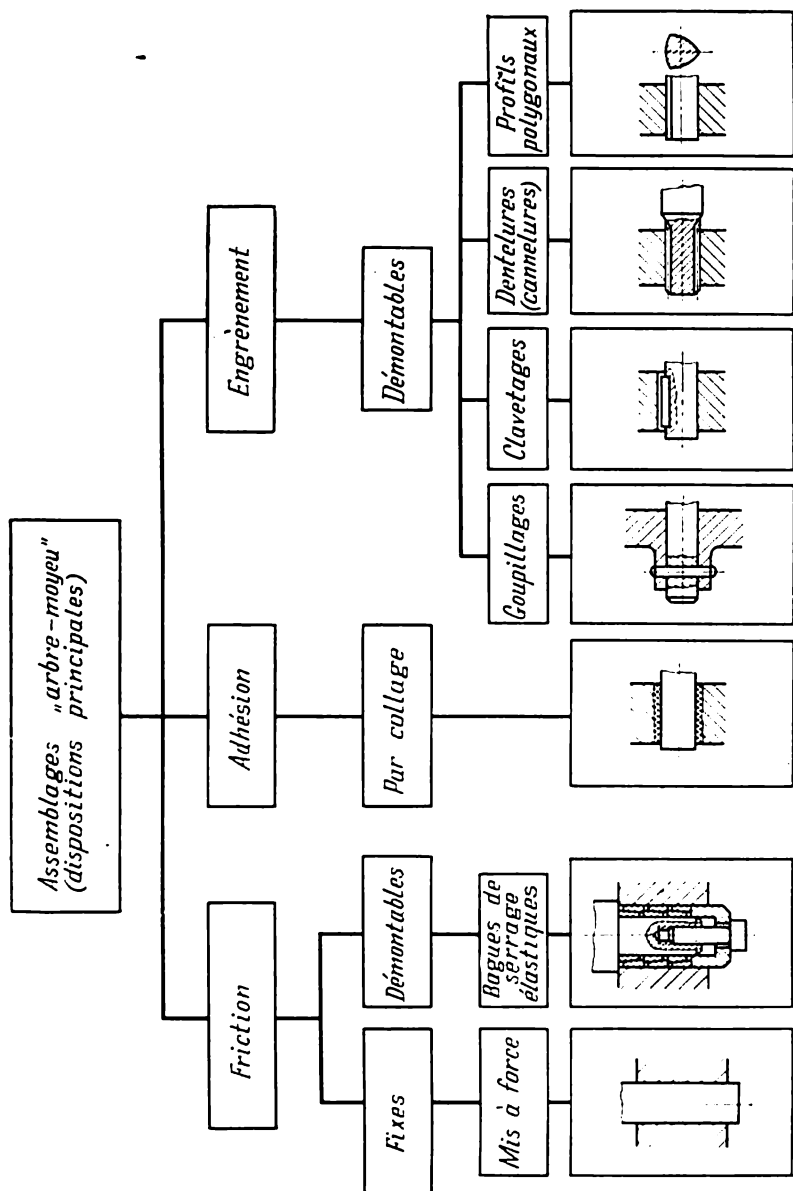 Assemblages „arbre-moyeu"
(dispositions principales)
Friction
Adhésion
Engrènement
Fixes
Démontables
Par collage
Démontables
Mis à force
Bagues de
serrage
élastiques
Goupillages
Clavetages
Dentelures
(cannelures)
Profils
polygonaux